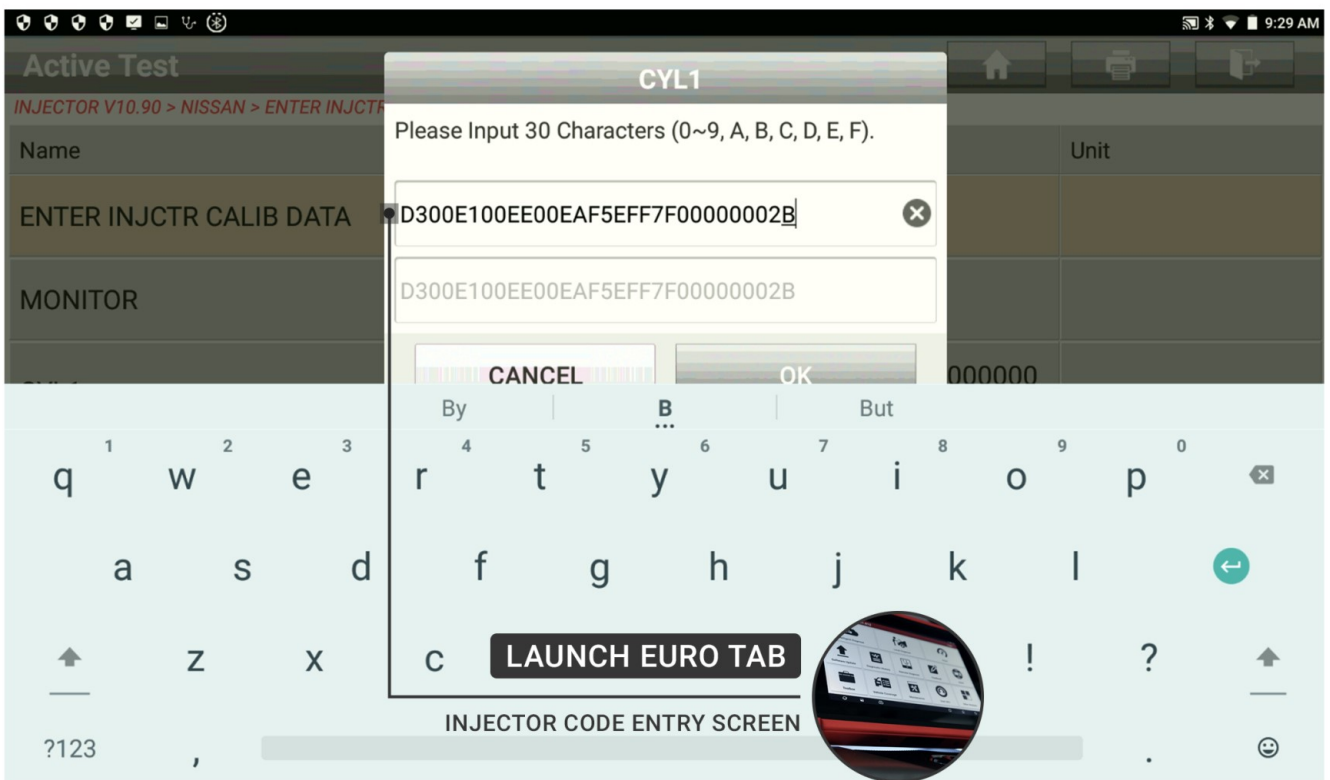 9:29 AM
Active Test
INJECTOR V10.90 > NISSAN > ENTER INJCTR
CYL1
Please Input 30 Characters (0~9, A, B, C, D, E, F).
Name
Unit
ENTER INJCTR CALIB DATA
D300E100EE00EAF5EFF7F00000002B
MONITOR
D300E100EE00EAF5EFF7F00000002B
CANCEL
OK
000000
By B But
1 2 3 4 5 6 7 8 9 0
q w e r t y u i o p
a s d f g h j k l
z x c ! ?
LAUNCH EURO TAB
INJECTOR CODE ENTRY SCREEN
?123 , .